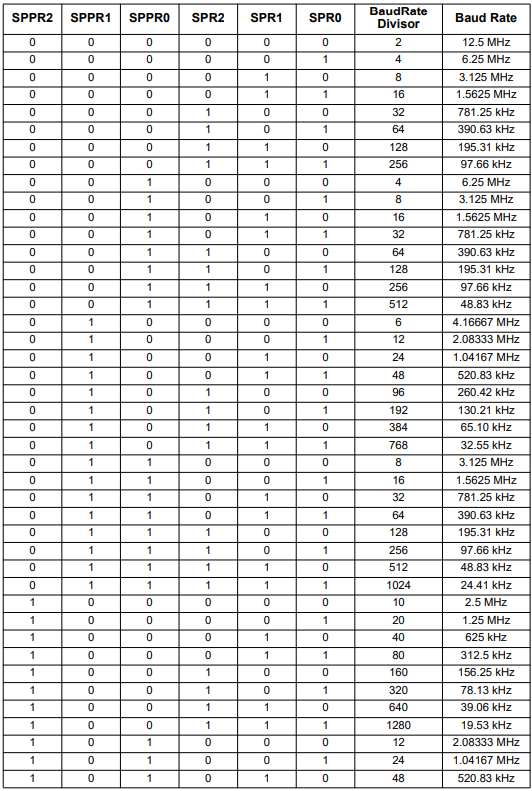 SPPR2 SPPR1 SPPR0 SPR2 SPR1 SPR0 BaudRate Divisor Baud Rate
0 0 0 0 0 0 2 12.5 MHz
0 0 0 0 0 1 4 6.25 MHz
0 0 0 0 1 0 8 3.125 MHz
0 0 0 0 1 1 16 1.5625 MHz
0 0 0 1 0 0 32 781.25 kHz
0 0 0 1 0 1 64 390.63 kHz
0 0 0 1 1 0 128 195.31 kHz
0 0 0 1 1 1 256 97.66 kHz
0 0 1 0 0 0 4 6.25 MHz
0 0 1 0 0 1 8 3.125 MHz
0 0 1 0 1 0 16 1.5625 MHz
0 0 1 0 1 1 32 781.25 kHz
0 0 1 1 0 0 64 390.63 kHz
0 0 1 1 0 1 128 195.31 kHz
0 0 1 1 1 0 256 97.66 kHz
0 0 1 1 1 1 512 48.83 kHz
0 1 0 0 0 0 6 4.16667 MHz
0 1 0 0 0 1 12 2.08333 MHz
0 1 0 0 1 0 24 1.04167 MHz
0 1 0 0 1 1 48 520.83 kHz
0 1 0 1 0 0 96 260.42 kHz
0 1 0 1 0 1 192 130.21 kHz
0 1 0 1 1 0 384 65.10 kHz
0 1 0 1 1 1 768 32.55 kHz
0 1 1 0 0 0 8 3.125 MHz
0 1 1 0 0 1 16 1.5625 MHz
0 1 1 0 1 0 32 781.25 kHz
0 1 1 0 1 1 64 390.63 kHz
0 1 1 1 0 0 128 195.31 kHz
0 1 1 1 0 1 256 97.66 kHz
0 1 1 1 1 0 512 48.83 kHz
0 1 1 1 1 1 1024 24.41 kHz
1 0 0 0 0 0 10 2.5 MHz
1 0 0 0 0 1 20 1.25 MHz
1 0 0 0 1 0 40 625 kHz
1 0 0 0 1 1 80 312.5 kHz
1 0 0 1 0 0 160 156.25 kHz
1 0 0 1 0 1 320 78.13 kHz
1 0 0 1 1 0 640 39.06 kHz
1 0 0 1 1 1 1280 19.53 kHz
1 0 1 0 0 0 12 2.08333 MHz
1 0 1 0 0 1 24 1.04167 MHz
1 0 1 0 1 0 48 520.83 kHz